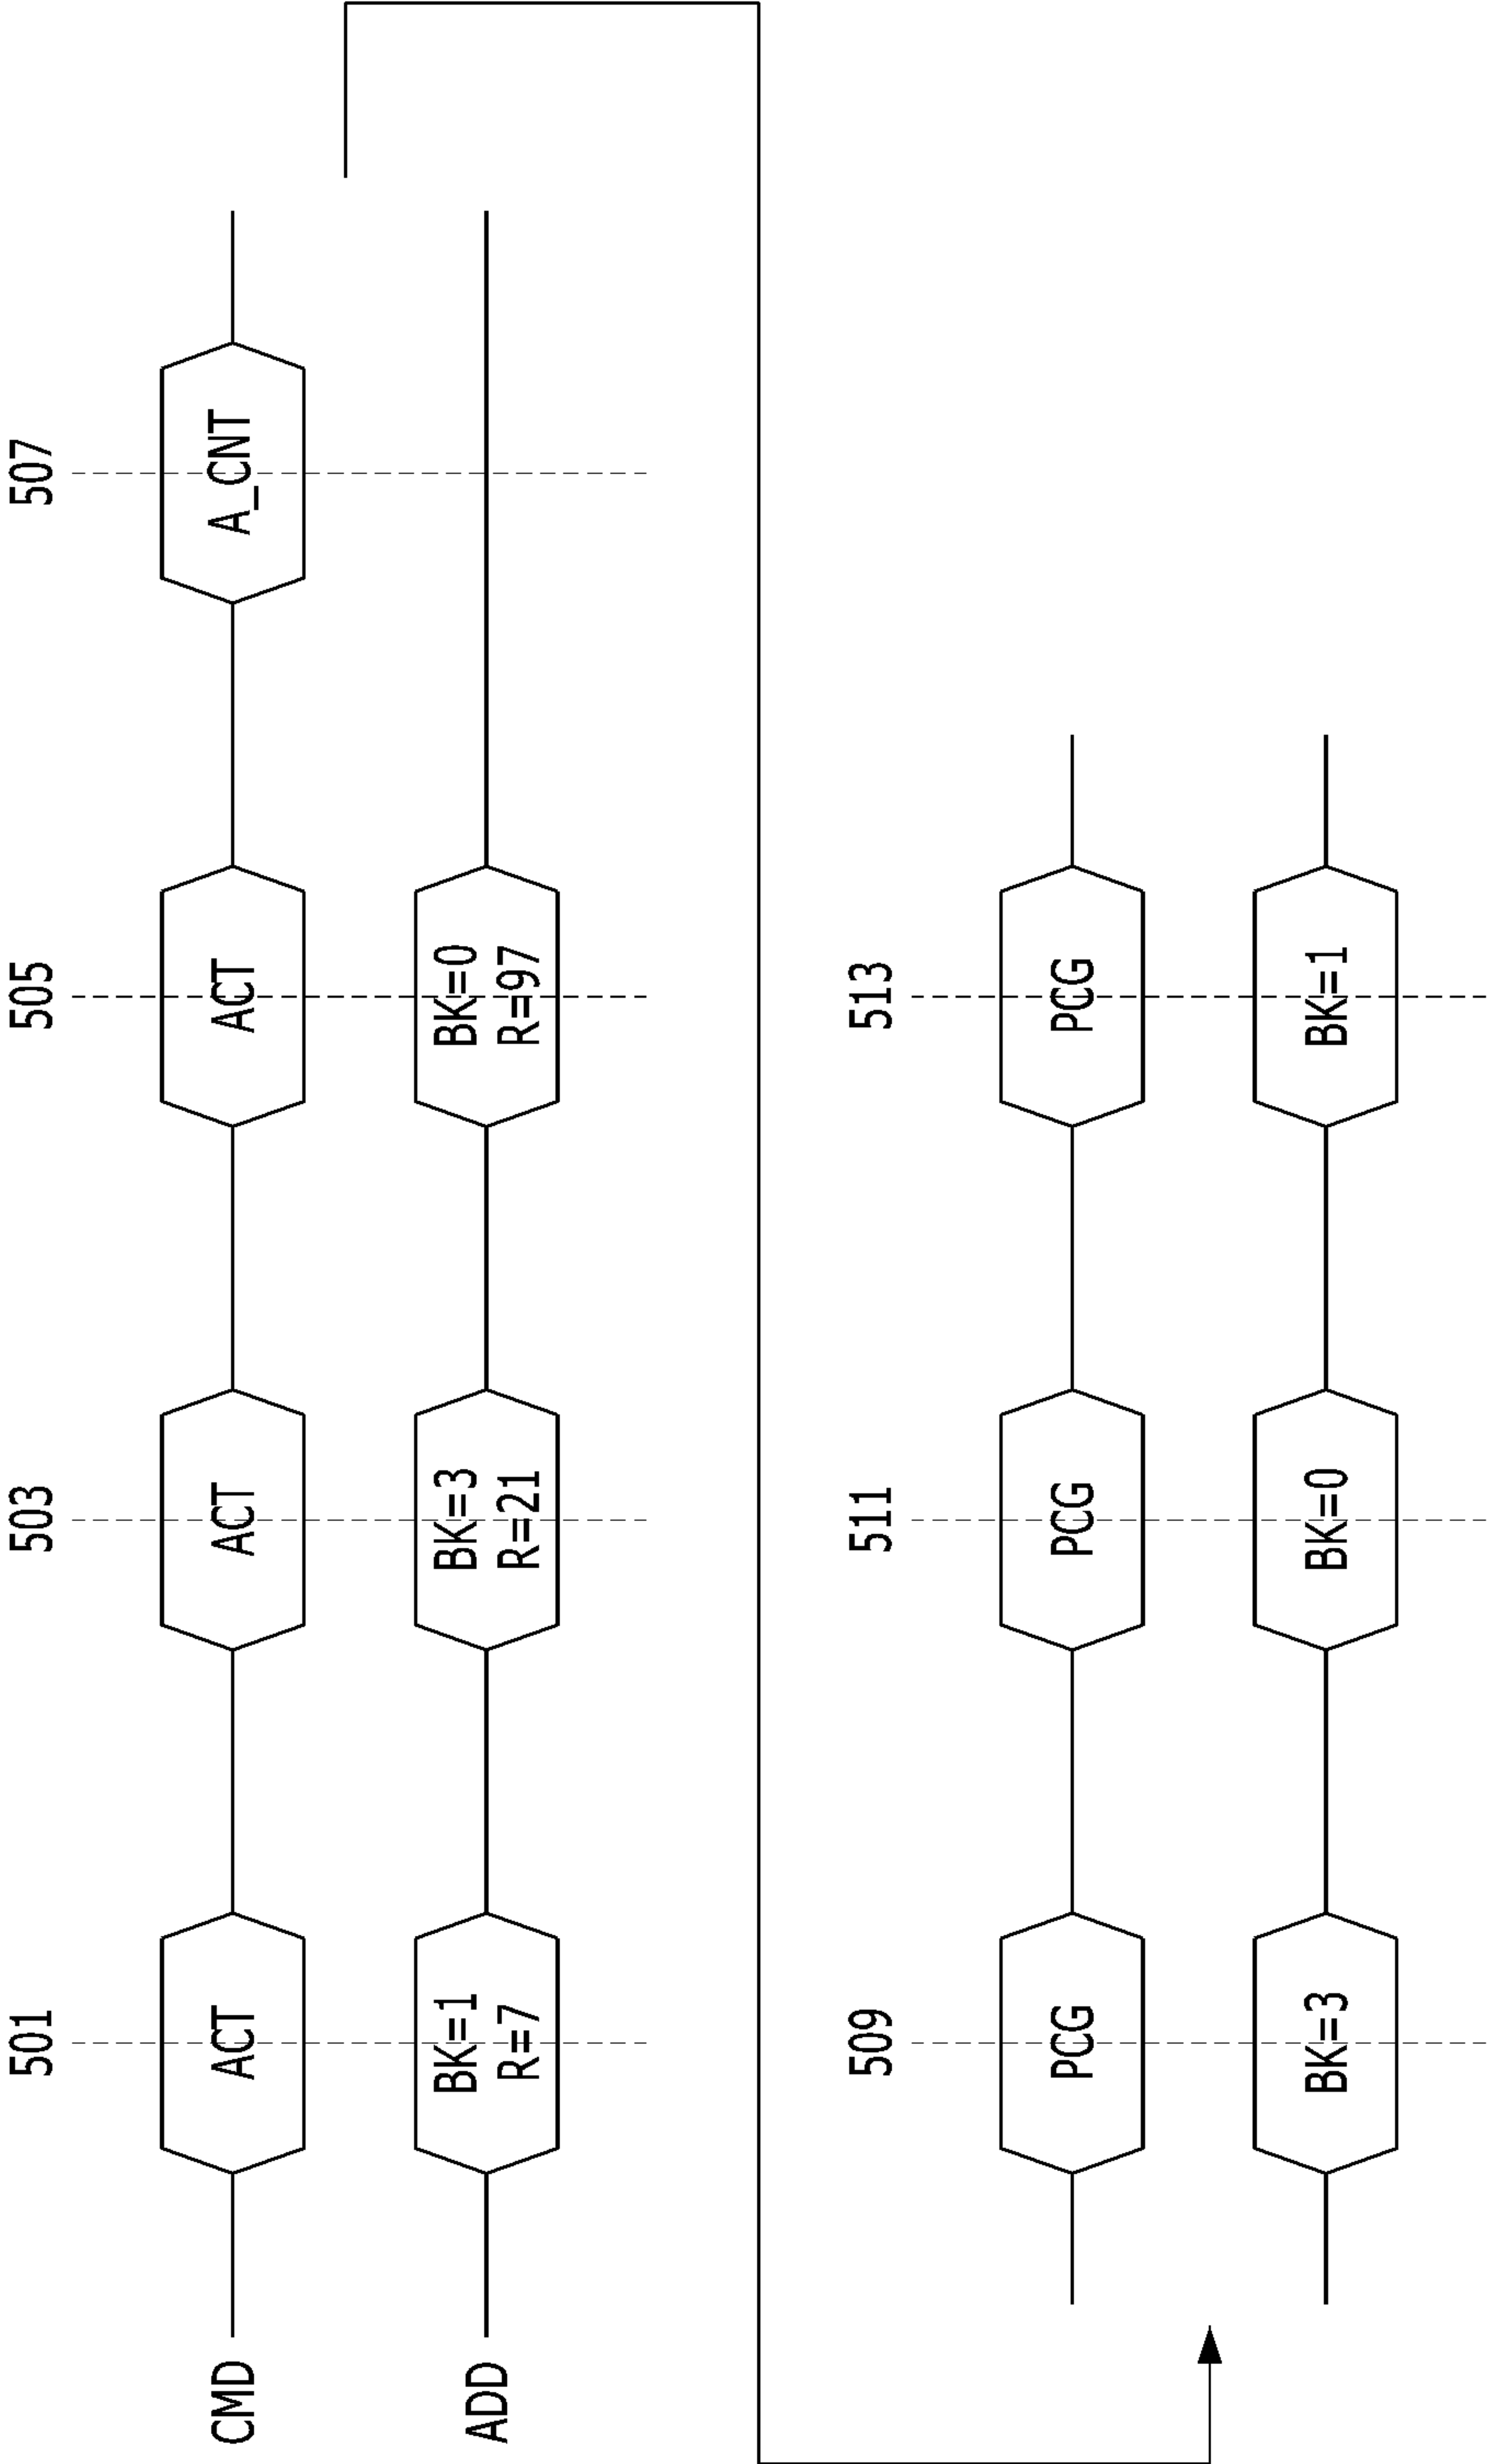 501 503 505 507
CMD ACT ACT ACT A_CNT
ADD BK=1 BK=3 BK=0
R=7 R=21 R=97
509 511 513
PCG PCG PCG
BK=3 BK=0 BK=1